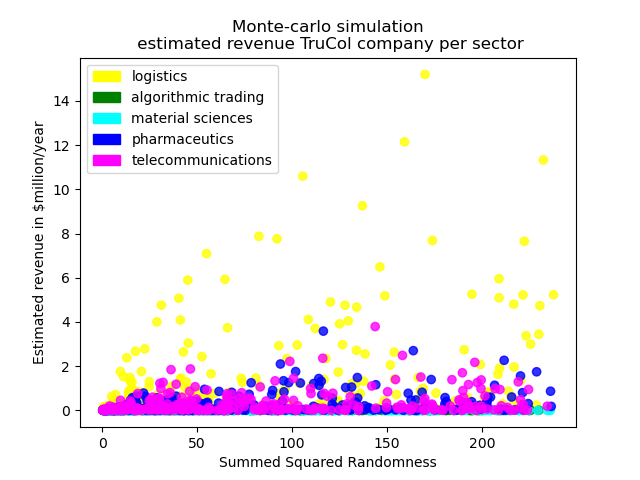 Monte-carlo simulation
estimated revenue TruCol company per sector
logistics
algorithmic trading
material sciences
pharmaceutics
telecommunications
Estimated revenue in $million/year
14
12
10
8
6
4
2
0
0 50 100 150 200
Summed Squared Randomness